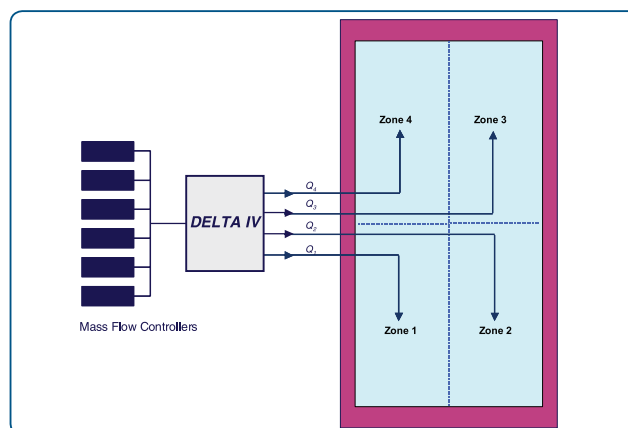 Zone 4
Zone 3
Q4
Q3
DELTA IV
Q2
Q1
Zone 1
Zone 2
Mass Flow Controllers